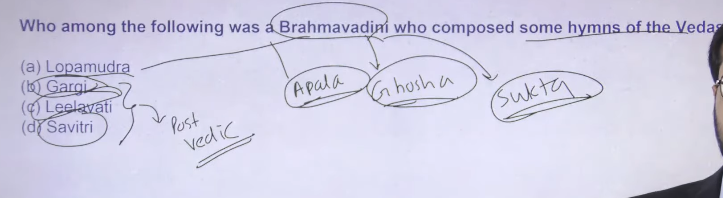 Who among the following was a Brahmavadini who composed some hymns of the Vedas
(a) Lopamudra
(b) Gargi
(c) Leelavati
(d) Savitri
Apala
Ghosha
Sukta
Post
Vedic